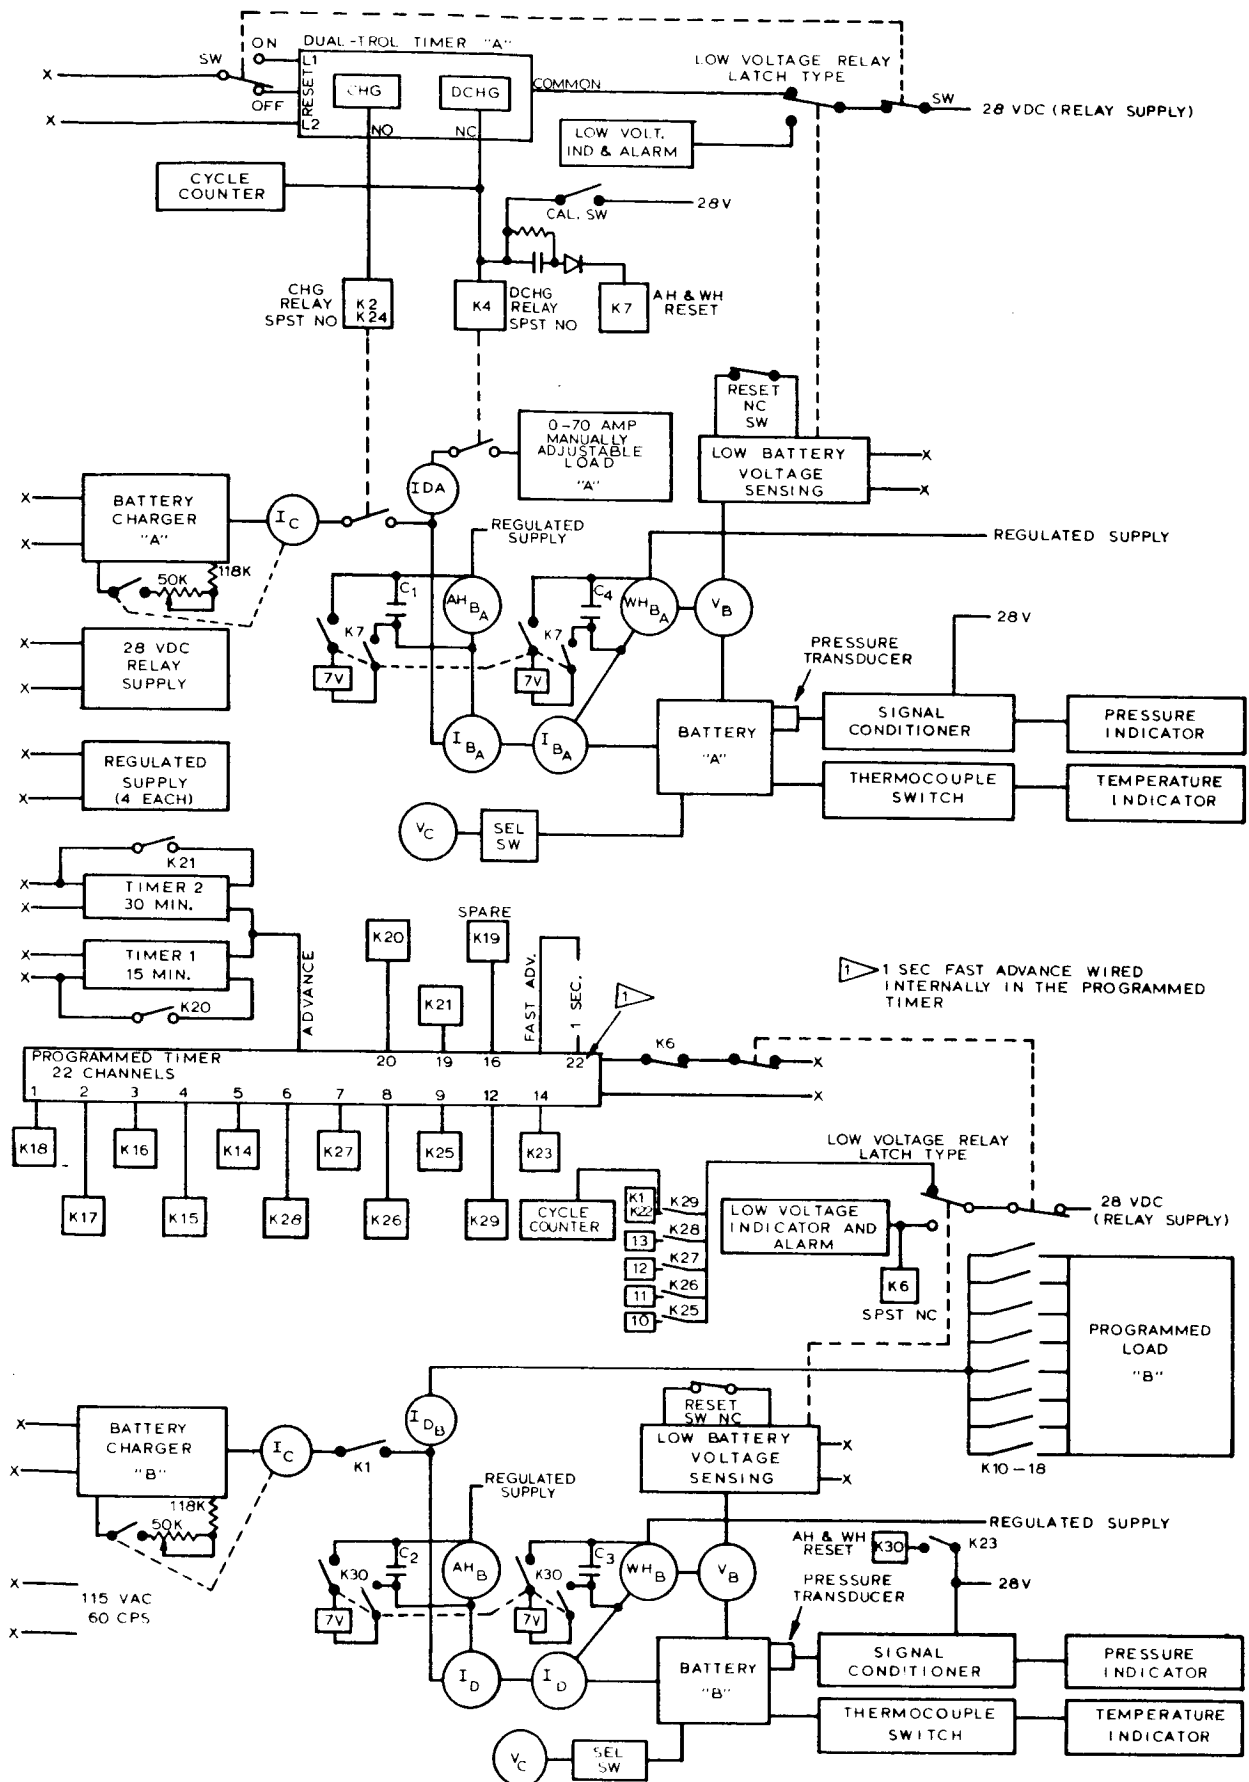 ON
DUAL-TROL TIMER "A"
SW
X
L1
RESET
OFF
L2
X
CHG
DCHG
COMMON
NO
NC
LOW VOLTAGE RELAY
LATCH TYPE
SW
28 VDC (RELAY SUPPLY)
LOW VOLT.
IND & ALARM
CYCLE
COUNTER
CAL. SW
28V
CHG
RELAY
SPST NO
K2
K24
K4
DCHG
RELAY
SPST NO
K7
AH & WH
RESET
RESET
NC
SW
0-70 AMP
MANUALLY
ADJUSTABLE
LOAD
"A"
LOW BATTERY
VOLTAGE
SENSING
X
X
X
X
BATTERY
CHARGER
"A"
IC
IDA
REGULATED
SUPPLY
REGULATED SUPPLY
118K
50K
C1
AHBA
K7
7V
C4
WHBA
K7
7V
VB
28V
PRESSURE
TRANSDUCER
X
X
28 VDC
RELAY
SUPPLY
X
X
REGULATED
SUPPLY
(4 EACH)
IBA
IBA
BATTERY
"A"
SIGNAL
CONDITIONER
PRESSURE
INDICATOR
THERMOCOUPLE
SWITCH
TEMPERATURE
INDICATOR
VC
SEL
SW
K21
X
X
TIMER 2
30 MIN.
X
X
TIMER 1
15 MIN.
K20
ADVANCE
K20
SPARE
K19
K21
FAST ADV.
1 SEC.
1
1
1 SEC FAST ADVANCE WIRED
INTERNALLY IN THE PROGRAMMED
TIMER
PROGRAMMED TIMER
22 CHANNELS
20
19
16
22
1
2
3
4
5
6
7
8
9
12
14
K6
X
X
K18
K16
K14
K27
K25
K23
K17
K15
K28
K26
K29
CYCLE
COUNTER
K1
K22
K29
13
K28
12
K27
11
K26
10
K25
LOW VOLTAGE RELAY
LATCH TYPE
LOW VOLTAGE
INDICATOR AND
ALARM
28 VDC
(RELAY SUPPLY)
K6
SPST NC
PROGRAMMED
LOAD
"B"
K10-18
X
X
BATTERY
CHARGER
"B"
IC
K1
IDB
RESET
SW NC
LOW BATTERY
VOLTAGE
SENSING
X
X
118K
50K
REGULATED
SUPPLY
REGULATED SUPPLY
C2
AHB
K30
7V
C3
WHB
K30
7V
VB
AH & WH
RESET
K30
K23
28V
PRESSURE
TRANSDUCER
X
X
115 VAC
60 CPS
ID
ID
BATTERY
"B"
SIGNAL
CONDITIONER
PRESSURE
INDICATOR
THERMOCOUPLE
SWITCH
TEMPERATURE
INDICATOR
VC
SEL
SW